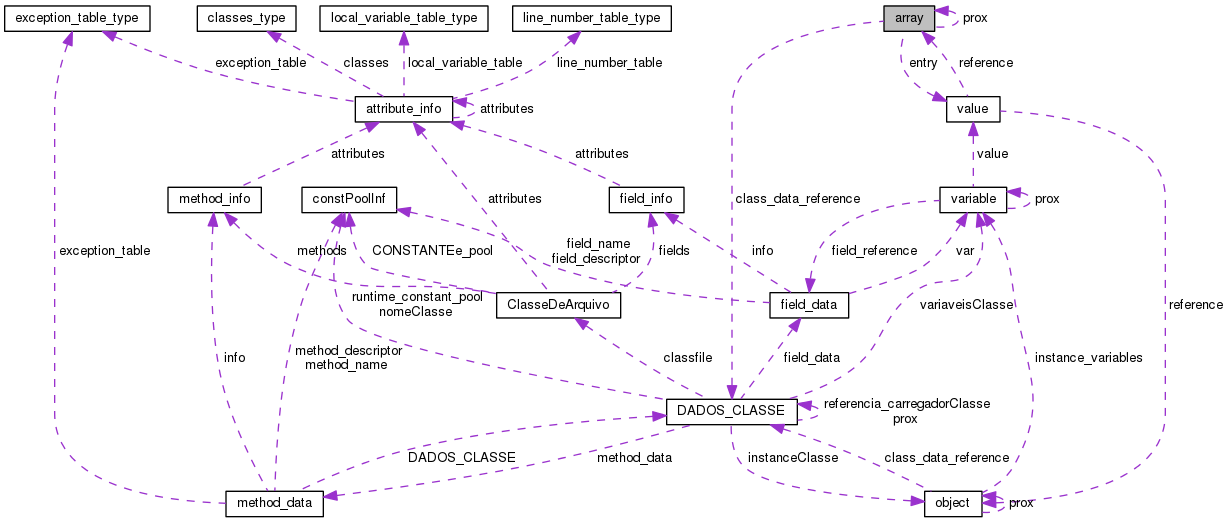 exception_table_type
classes_type
local_variable_table_type
line_number_table_type
array
prox
exception_table
classes
local_variable_table
line_number_table
entry
reference
attribute_info
attributes
value
attributes
attributes
value
method_info
constPoolInf
attributes
field_info
class_data_reference
variable
prox
exception_table
methods
CONSTANTEe_pool
field_name
field_descriptor
fields
info
field_reference
var
runtime_constant_pool
nomeClasse
ClasseDeArquivo
field_data
variaveisClasse
reference
info
method_descriptor
method_name
classfile
field_data
instance_variables
DADOS_CLASSE
referencia_carregadorClasse
prox
DADOS_CLASSE
method_data
instanceClasse
class_data_reference
method_data
object
prox